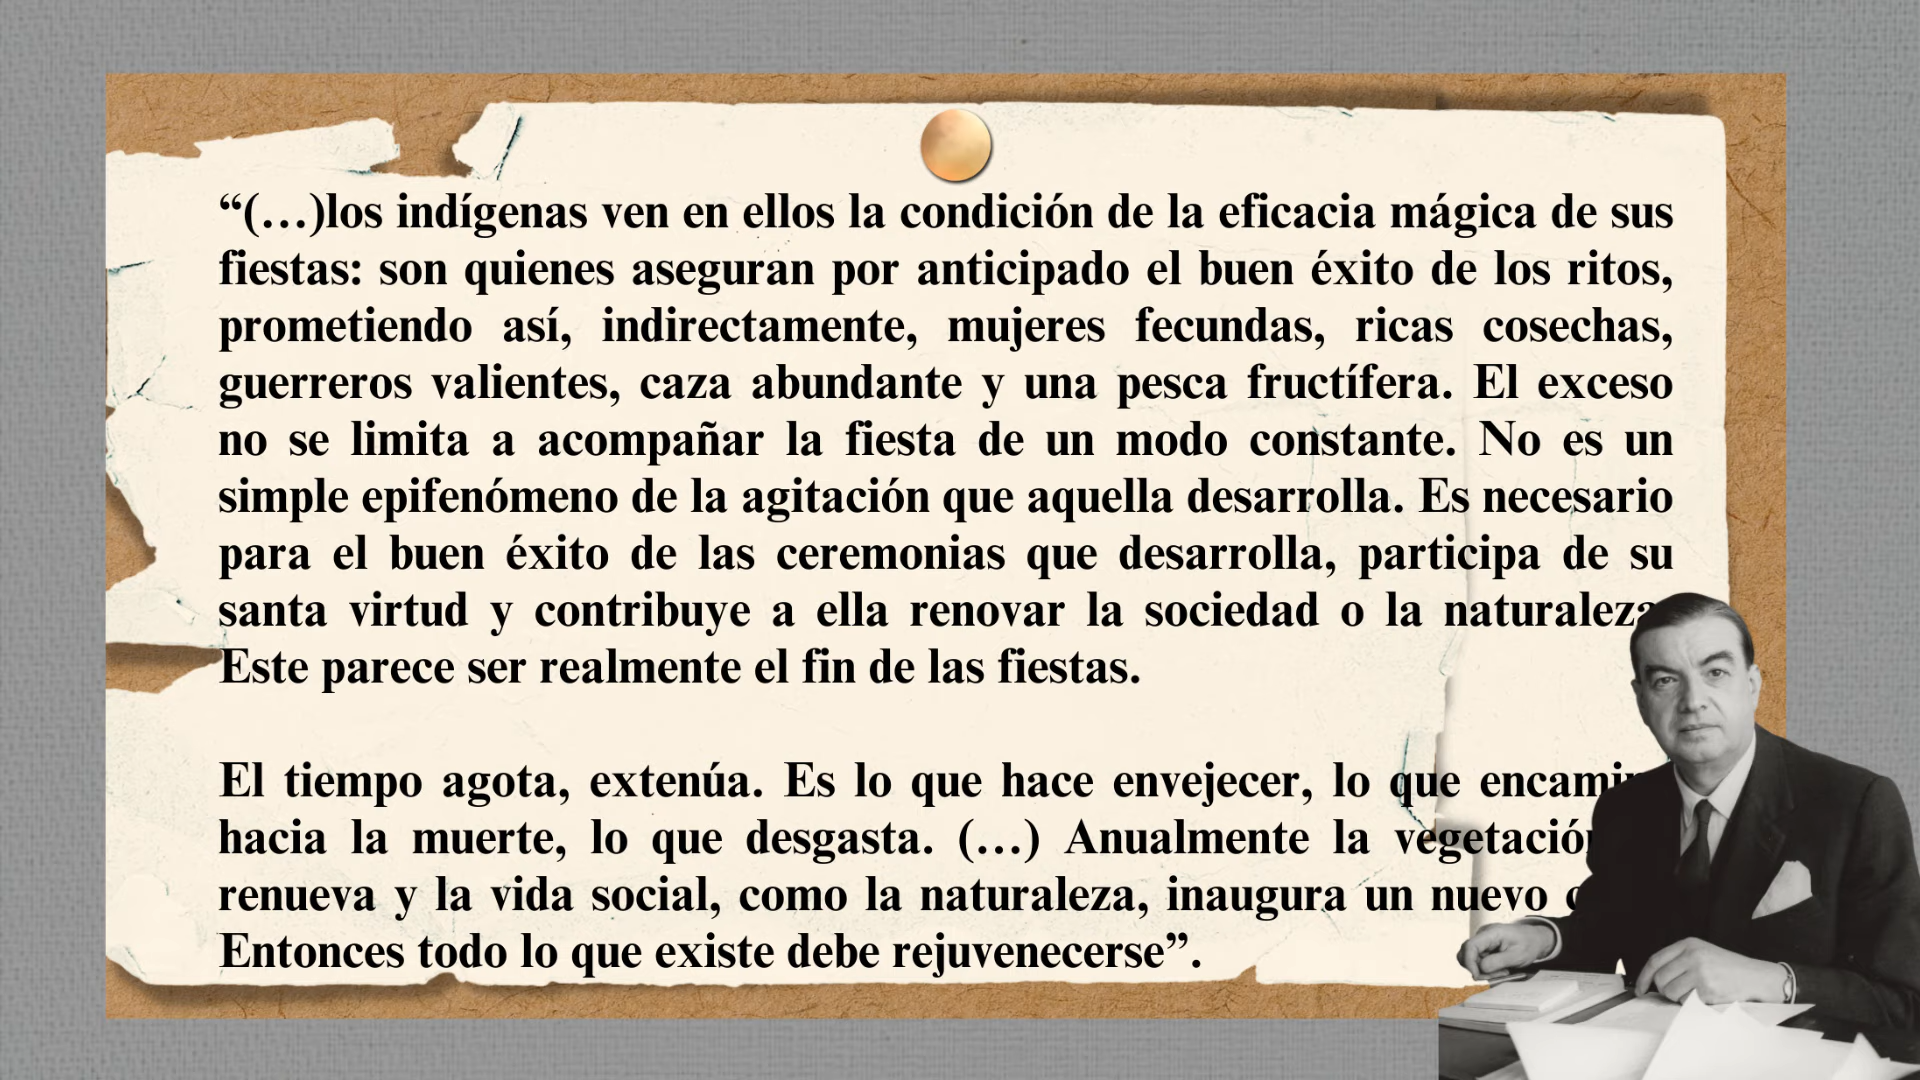 “(…)los indígenas ven en ellos la condición de la eficacia mágica de sus
fiestas: son quienes aseguran por anticipado el buen éxito de los ritos,
prometiendo así, indirectamente, mujeres fecundas, ricas cosechas,
guerreros valientes, caza abundante y una pesca fructífera. El exceso
no se limita a acompañar la fiesta de un modo constante. No es un
simple epifenómeno de la agitación que aquella desarrolla. Es necesario
para el buen éxito de las ceremonias que desarrolla, participa de su
santa virtud y contribuye a ella renovar la sociedad o la naturaleza
Este parece ser realmente el fin de las fiestas.
El tiempo agota, extenúa. Es lo que hace envejecer, lo que
hacia la muerte, lo que desgasta. (…) Anualmente la vegetación
renueva y la vida social, como la naturaleza, inaugura un nuevo
Entonces todo lo que existe debe rejuvenecerse”.